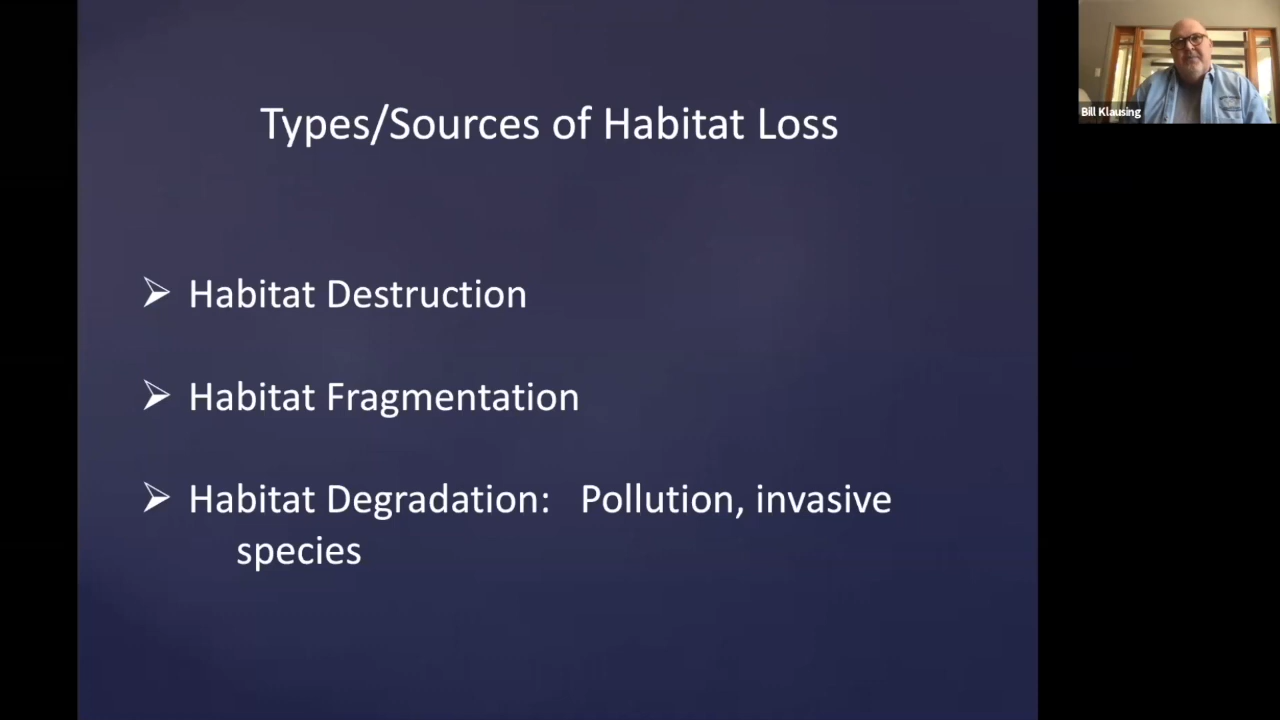 Types/Sources of Habitat Loss
Bill Klausing
➢ Habitat Destruction
➢ Habitat Fragmentation
➢ Habitat Degradation: Pollution, invasive
species